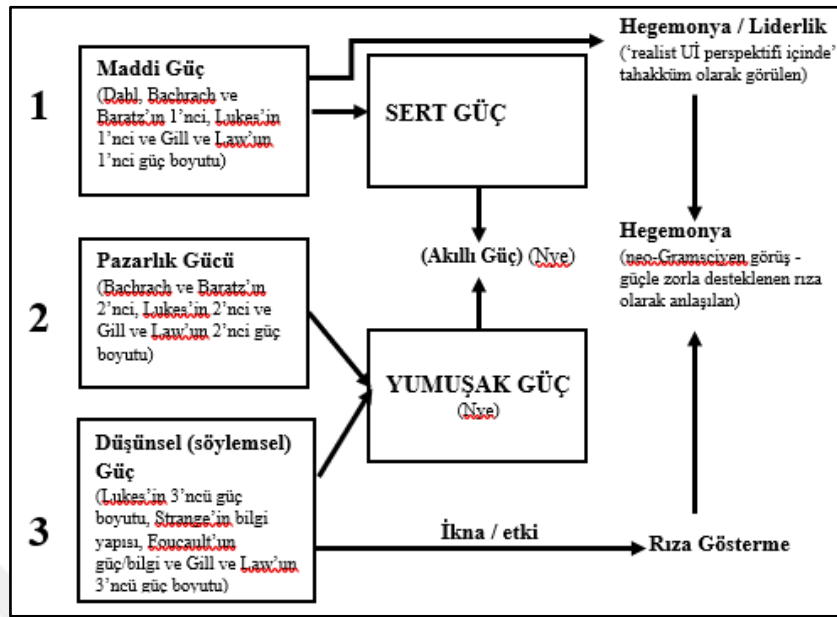 1
Maddi Güç
(Dahl, Bachrach ve
Baratz’ın 1’nci, Lukes’in
1’nci ve Gill ve Law’un
1’nci güç boyutu)
SERT GÜÇ
Hegemonya / Liderlik
(‘realist Uİ perspektifi içinde’
tahakküm olarak görülen)
2
Pazarlık Gücü
(Bachrach ve Baratz’ın
2’nci, Lukes’in 2’nci ve
Gill ve Law’un 2’nci güç
boyutu)
(Akıllı Güç) (Nye)
Hegemonya
(neo-Gramsciyen görüş -
güçle zorla desteklenen rıza
olarak anlaşılan)
YUMUŞAK GÜÇ
(Nye)
3
Düşünsel (söylemsel)
Güç
(Lukes’in 3’ncü güç
boyutu, Strange’in bilgi
yapısı, Foucault’un
güç/bilgi ve Gill ve Law’un
3’ncü güç boyutu)
İkna / etki
Rıza Gösterme